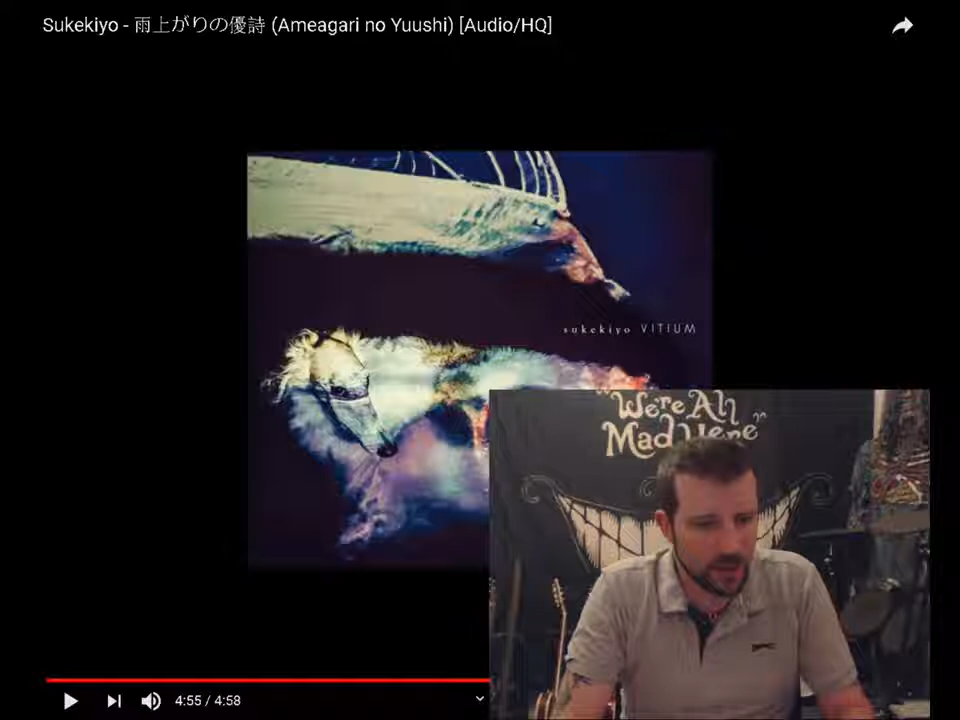 Sukekiyo - 雨上がりの優詩 (Ameagari no Yuushi) [Audio/HQ]
sukekiyo VITIUM
"We're All
Mad Here"
4:55 / 4:58